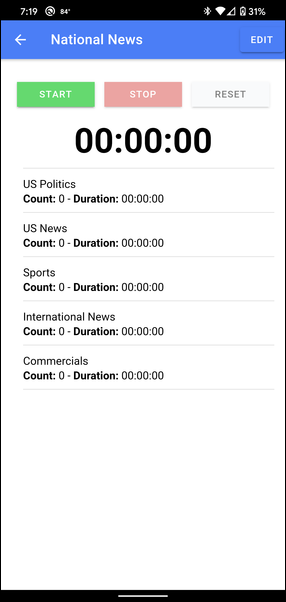 7:19 84° 31%
National News EDIT
START STOP RESET
00:00:00
US Politics
Count: 0 - Duration: 00:00:00
US News
Count: 0 - Duration: 00:00:00
Sports
Count: 0 - Duration: 00:00:00
International News
Count: 0 - Duration: 00:00:00
Commercials
Count: 0 - Duration: 00:00:00